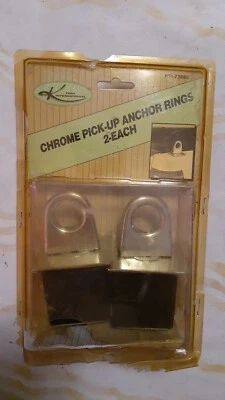 CHROME PICK-UP ANCHOR RINGS
2-EACH